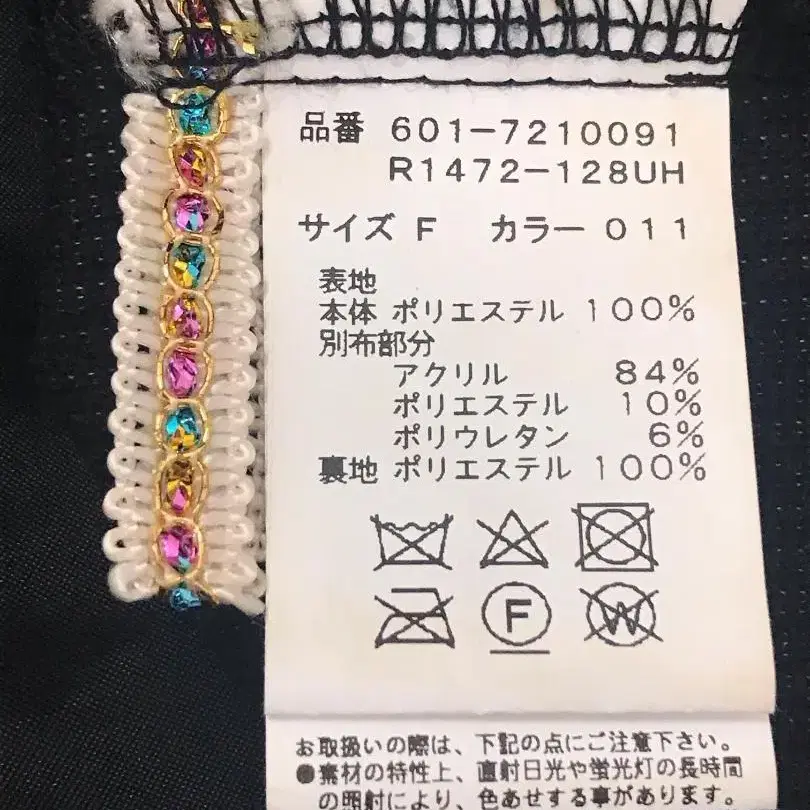 品番 601-7210091
R1472-128UH
サイズ F カラー 011
表地
本体 ポリエステル 100%
別布部分
アクリル 84%
ポリエステル 10%
ポリウレタン 6%
裏地 ポリエステル 100%
F W
お取扱いの際は、下記の点にご注意下さい。
●素材の特性上、直射日光や蛍光灯の長時間
の照射により、色あせする事があります。